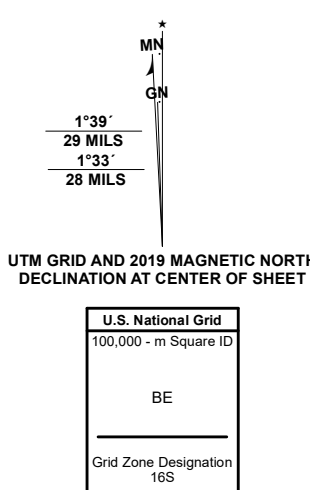 ★
MN
GN
1°39´
29 MILS
1°33´
28 MILS
UTM GRID AND 2019 MAGNETIC NORTH
DECLINATION AT CENTER OF SHEET
U.S. National Grid
100,000 - m Square ID
BE
Grid Zone Designation
16S